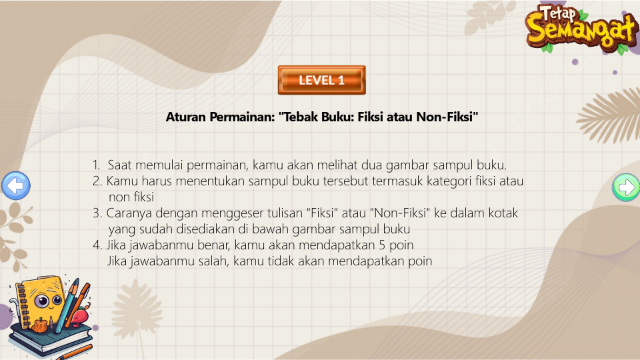 Tetap
Semangat
LEVEL 1
Aturan Permainan: "Tebak Buku: Fiksi atau Non-Fiksi"
1. Saat memulai permainan, kamu akan melihat dua gambar sampul buku.
2. Kamu harus menentukan sampul buku tersebut termasuk kategori fiksi atau
non fiksi
3. Caranya dengan menggeser tulisan "Fiksi" atau "Non-Fiksi" ke dalam kotak
yang sudah disediakan di bawah gambar sampul buku
4. Jika jawabanmu benar, kamu akan mendapatkan 5 poin
Jika jawabanmu salah, kamu tidak akan mendapatkan poin